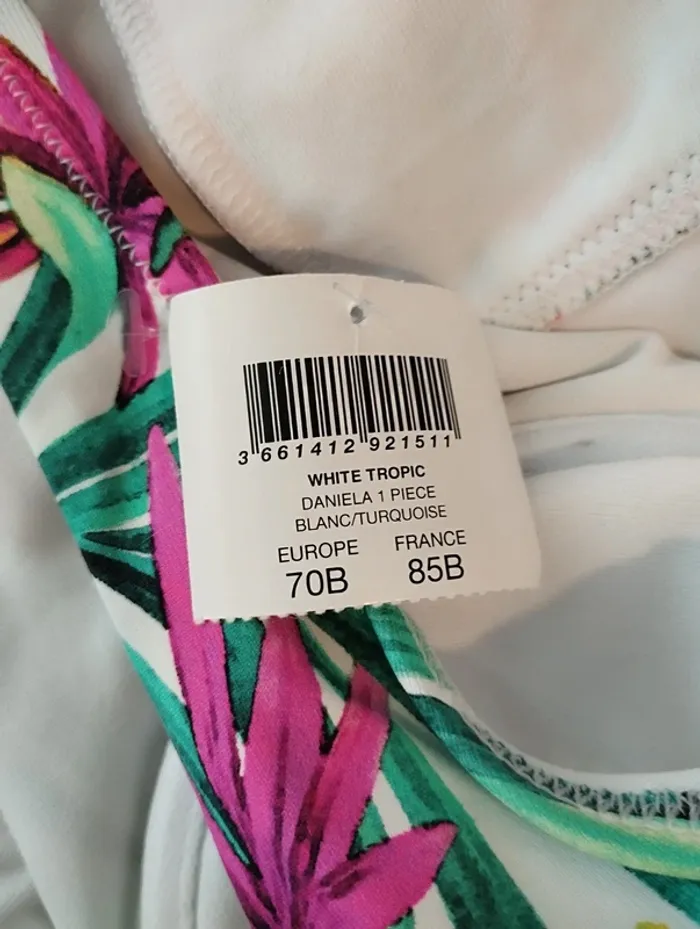 3 661412 921511
WHITE TROPIC
DANIELA 1 PIECE
BLANC/TURQUOISE
EUROPE FRANCE
70B 85B